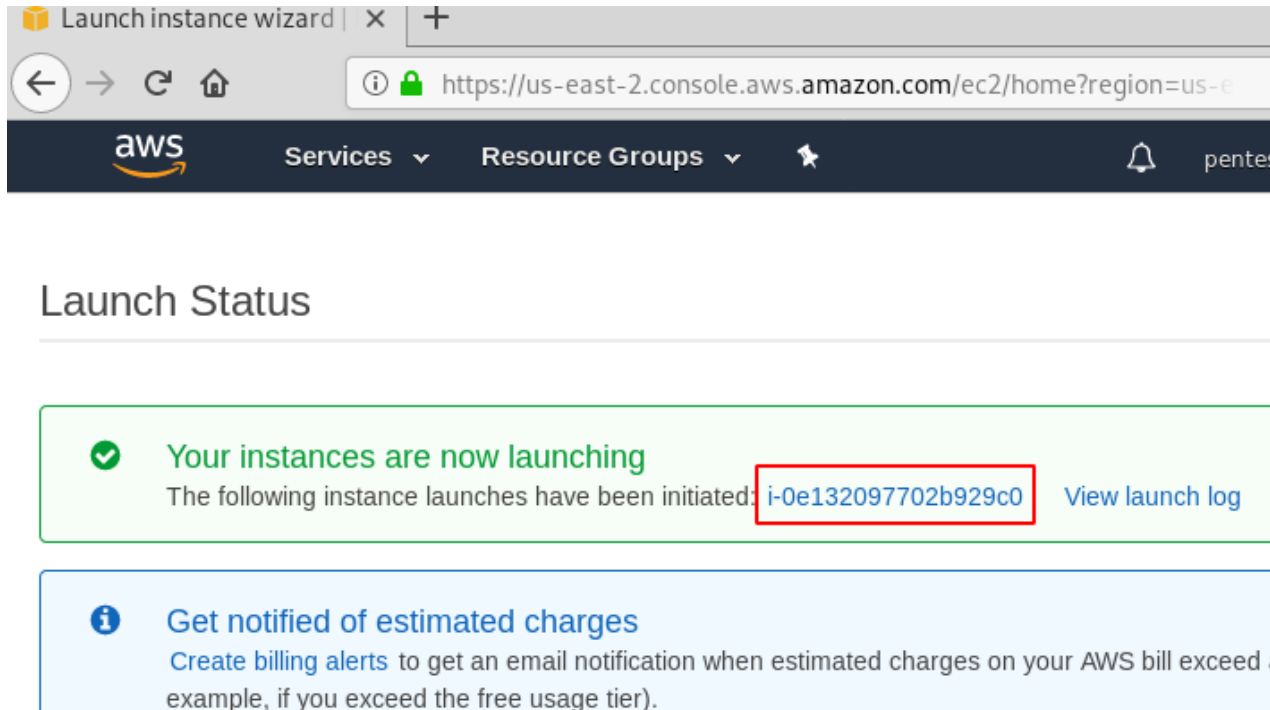 Launch instance wizard |
https://us-east-2.console.aws.amazon.com/ec2/home?region=us-e
aws Services Resource Groups pentes
Launch Status
Your instances are now launching
The following instance launches have been initiated: i-0e132097702b929c0 View launch log
Get notified of estimated charges
Create billing alerts to get an email notification when estimated charges on your AWS bill exceed
example, if you exceed the free usage tier).